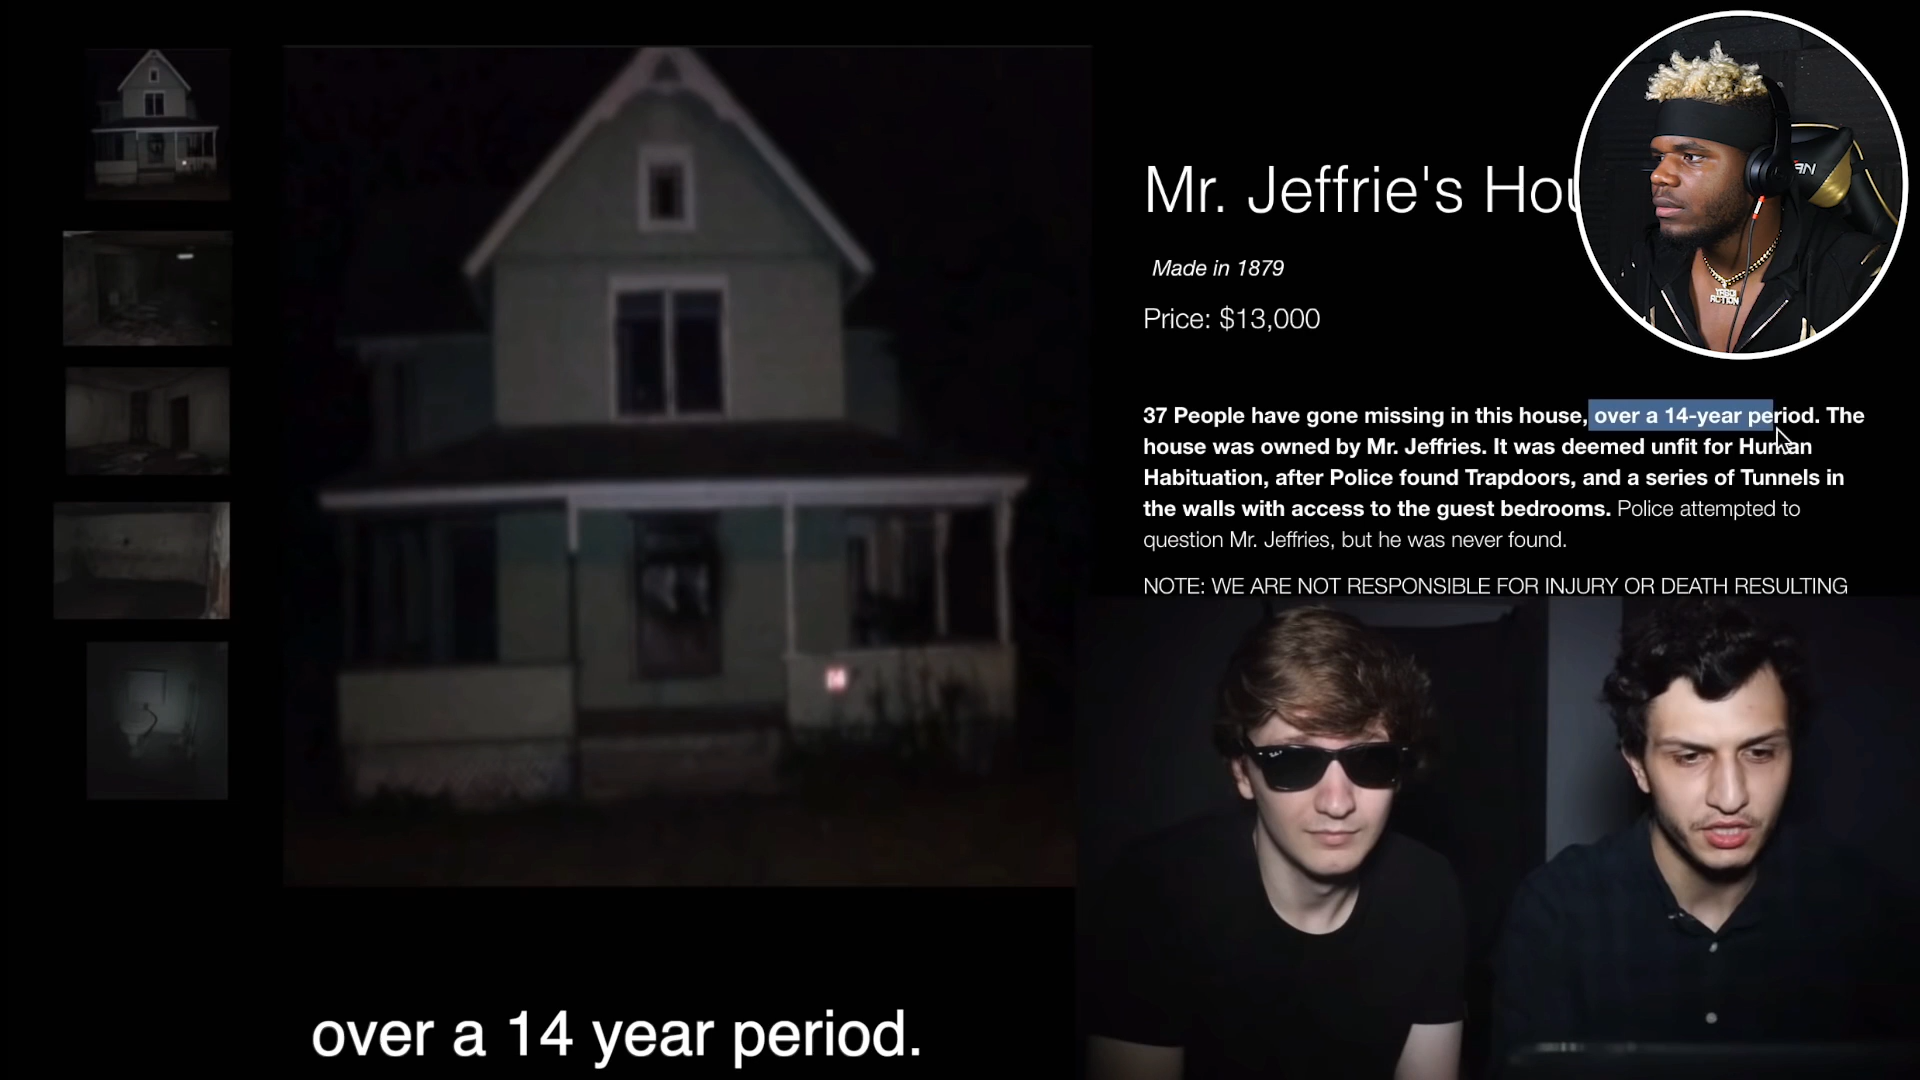 Mr. Jeffrie's Hou
Made in 1879
Price: $13,000
37 People have gone missing in this house, over a 14-year period. The
house was owned by Mr. Jeffries. It was deemed unfit for Human
Habituation, after Police found Trapdoors, and a series of Tunnels in
the walls with access to the guest bedrooms. Police attempted to
question Mr. Jeffries, but he was never found.
NOTE: WE ARE NOT RESPONSIBLE FOR INJURY OR DEATH RESULTING
over a 14 year period.